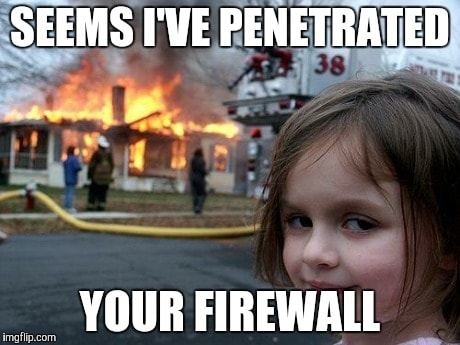 SEEMS I'VE PENETRATED
38
YOUR FIREWALL
imgflip.com